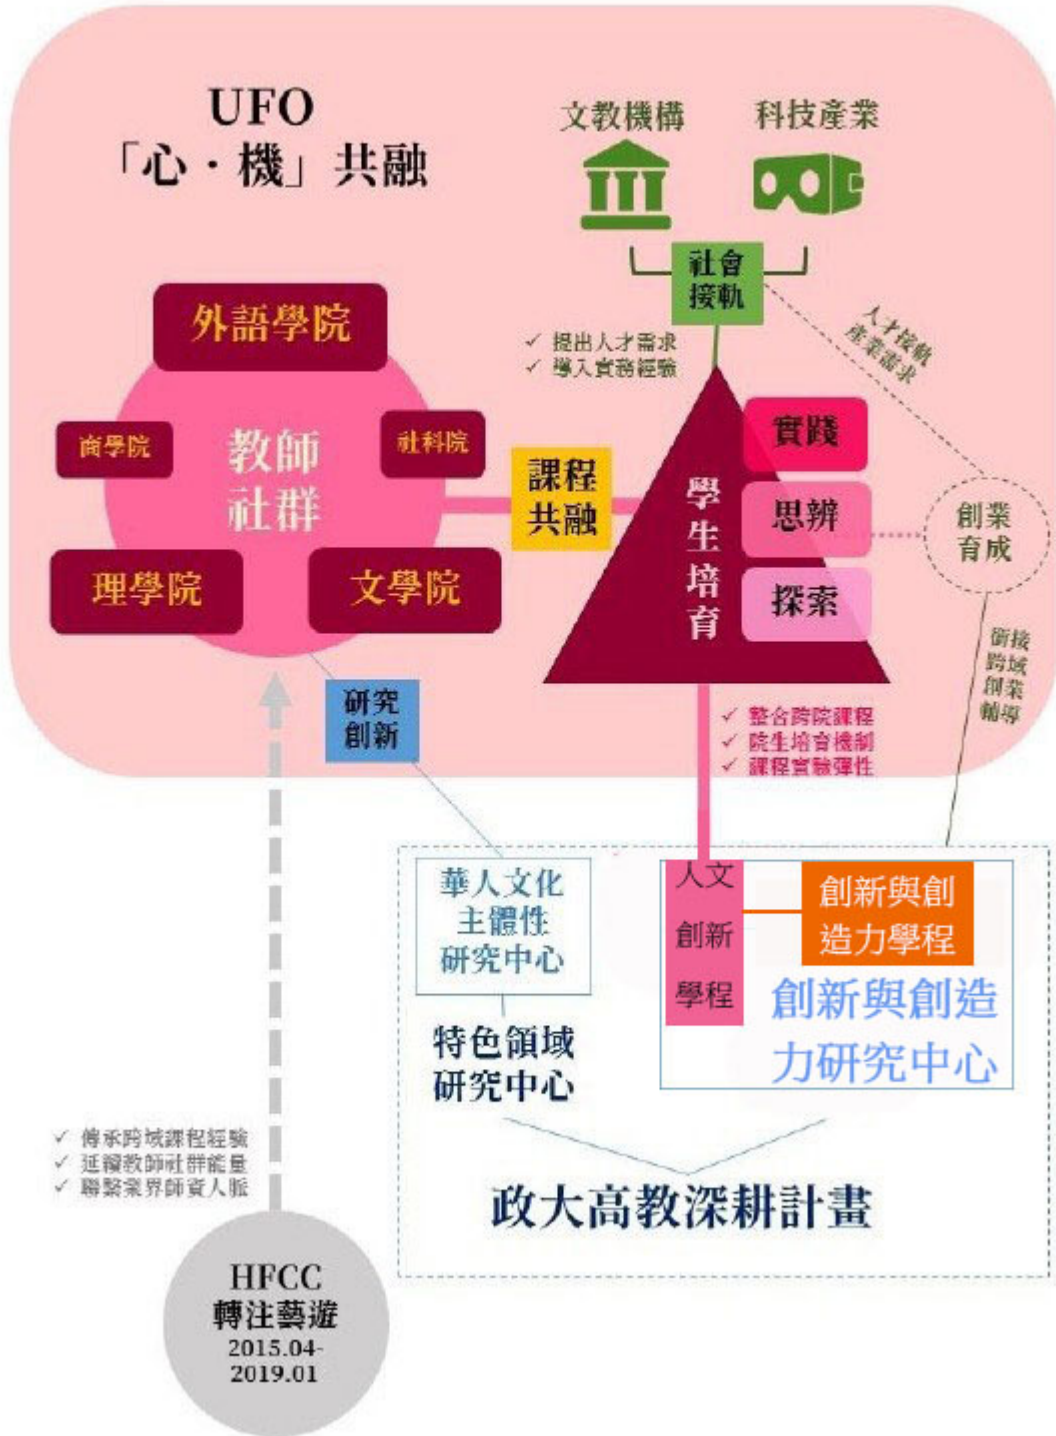 UFO
「心·機」共融
文教機構
科技產業
社會
接軌
✓ 提出人才需求
✓ 導入實務經驗
人才接軌
產業需求
外語學院
商學院
社科院
教師
社群
理學院
文學院
課程
共融
學生培育
實踐
思辨
探索
創業
育成
銜接
跨域
創業
輔導
研究
創新
✓ 整合跨院課程
✓ 院生培育機制
✓ 課程實驗彈性
華人文化
主體性
研究中心
特色領域
研究中心
人文
創新
學程
創新與創
造力學程
創新與創造
力研究中心
政大高教深耕計畫
✓ 傳承跨域課程經驗
✓ 延續教師社群能量
✓ 聯繫業界師資人脈
HFCC
轉注藝遊
2015.04-
2019.01